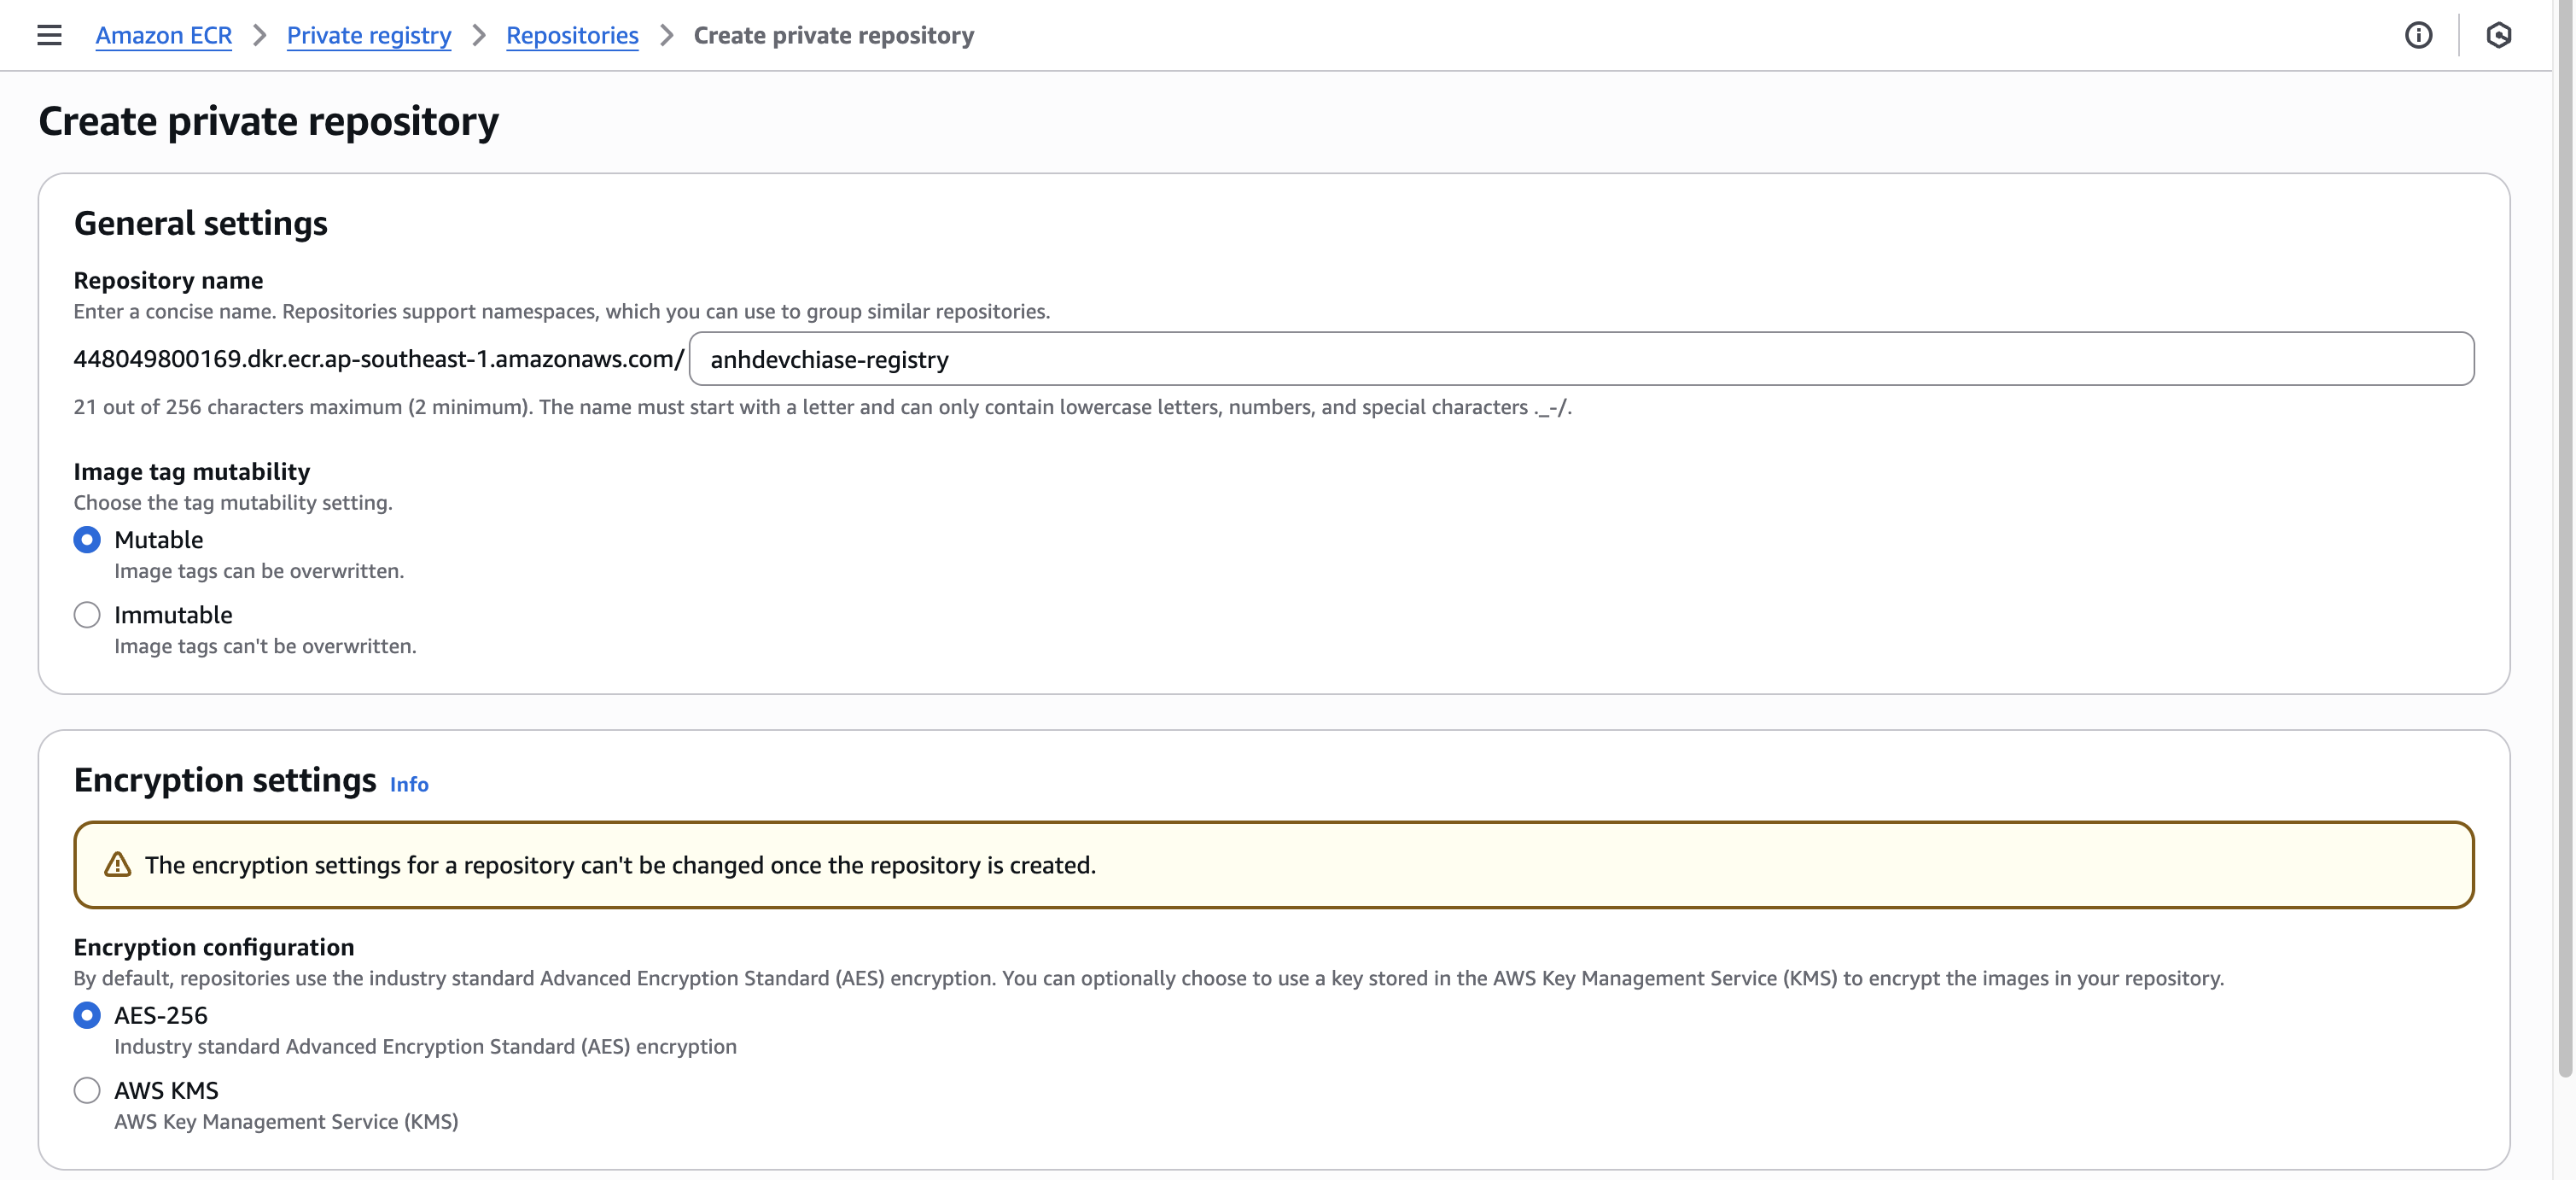 Amazon ECR > Private registry > Repositories > Create private repository
Create private repository
General settings
Repository name
Enter a concise name. Repositories support namespaces, which you can use to group similar repositories.
448049800169.dkr.ecr.ap-southeast-1.amazonaws.com/ anhdevchiase-registry
21 out of 256 characters maximum (2 minimum). The name must start with a letter and can only contain lowercase letters, numbers, and special characters ._-/.
Image tag mutability
Choose the tag mutability setting.
Mutable
Image tags can be overwritten.
Immutable
Image tags can't be overwritten.
Encryption settings Info
The encryption settings for a repository can't be changed once the repository is created.
Encryption configuration
By default, repositories use the industry standard Advanced Encryption Standard (AES) encryption. You can optionally choose to use a key stored in the AWS Key Management Service (KMS) to encrypt the images in your repository.
AES-256
Industry standard Advanced Encryption Standard (AES) encryption
AWS KMS
AWS Key Management Service (KMS)